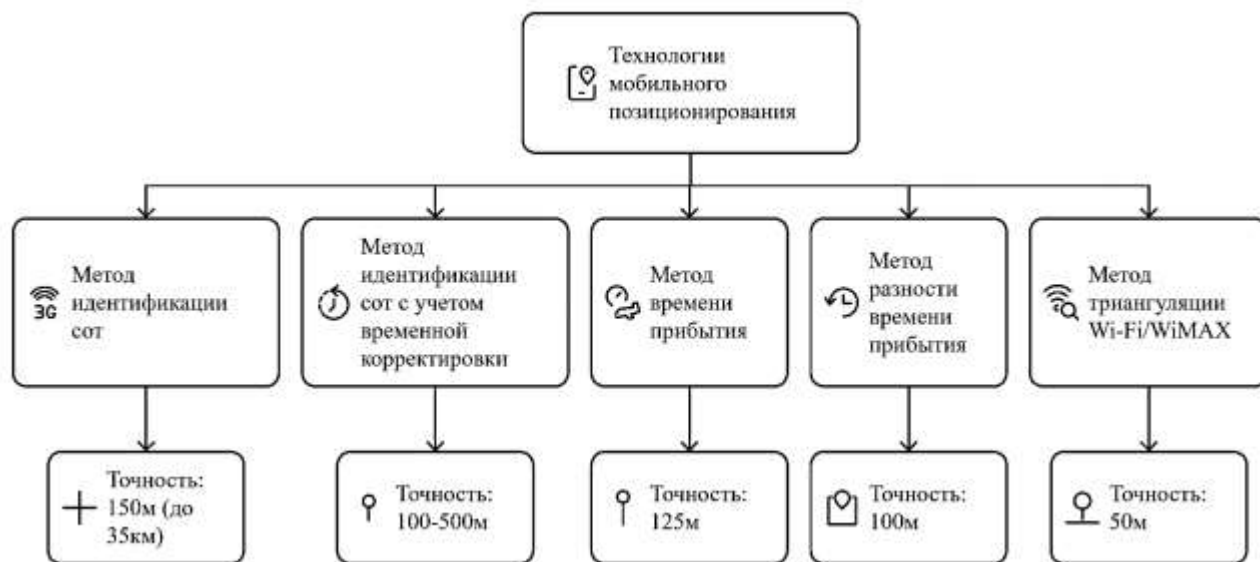 Технологии
мобильного
позиционирования
Метод
идентификации
сот
3G
Метод
идентификации
сот с учетом
временной
корректировки
Метод
времени
прибытия
Метод
разности
времени
прибытия
Метод
триангуляции
Wi-Fi/WiMAX
Точность:
150м (до
35км)
Точность:
100-500м
Точность:
125м
Точность:
100м
Точность:
50м